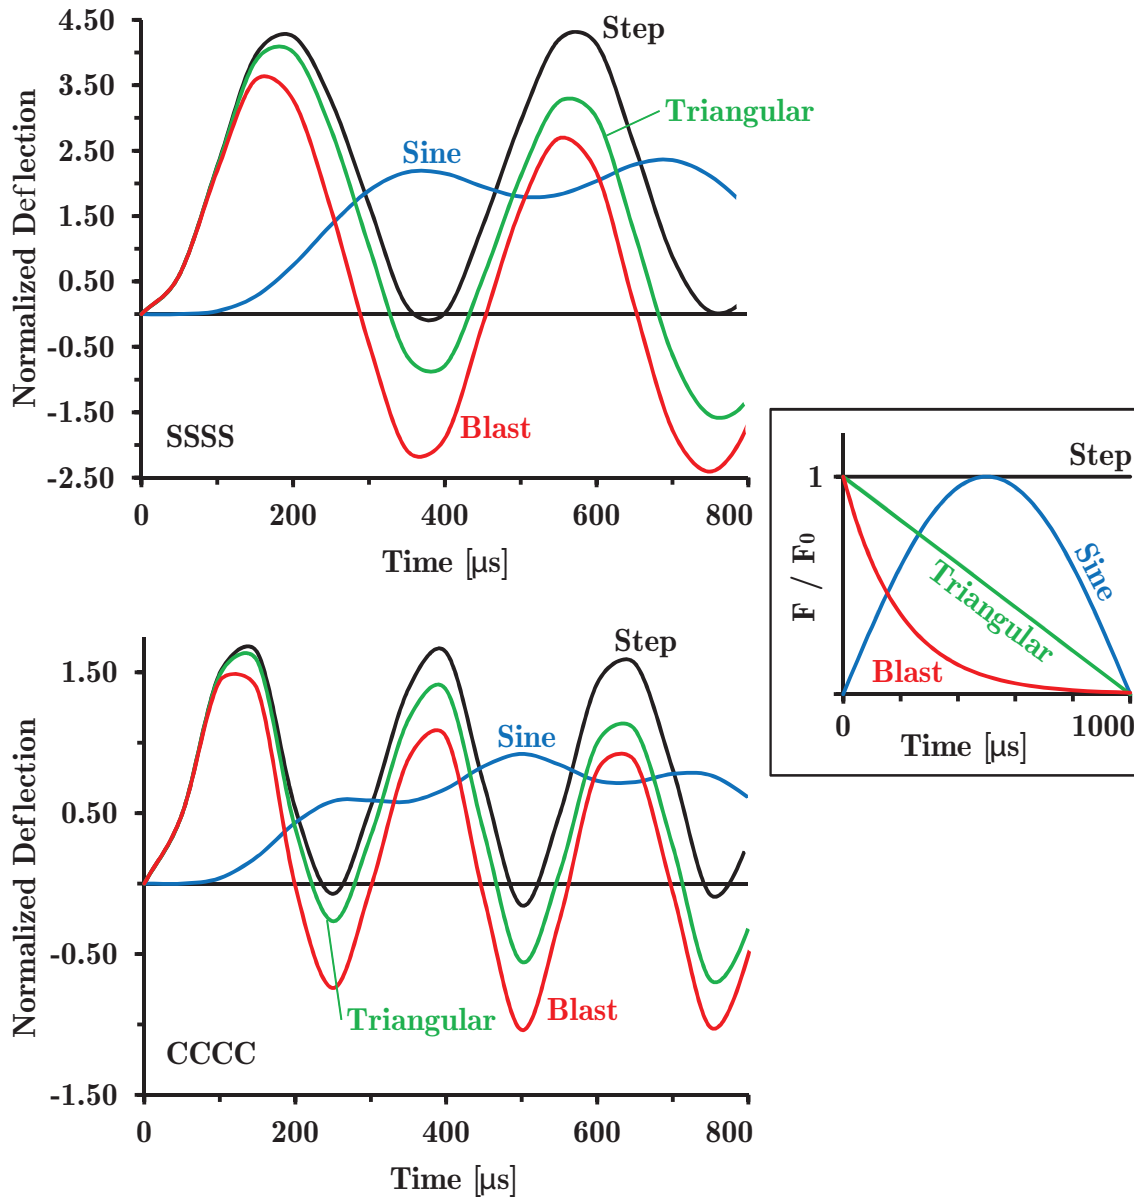 4.50
3.50
2.50
1.50
0.50
-0.50
-1.50
-2.50
Normalized Deflection
Step
Triangular
Sine
Blast
SSSS
0 200 400 600 800
Time [μs]
1.50
0.50
-0.50
-1.50
Normalized Deflection
Step
Sine
Triangular
Blast
CCCC
0 200 400 600 800
Time [μs]
Step
1
F / F0
Sine
Triangular
Blast
0 1000
Time [μs]